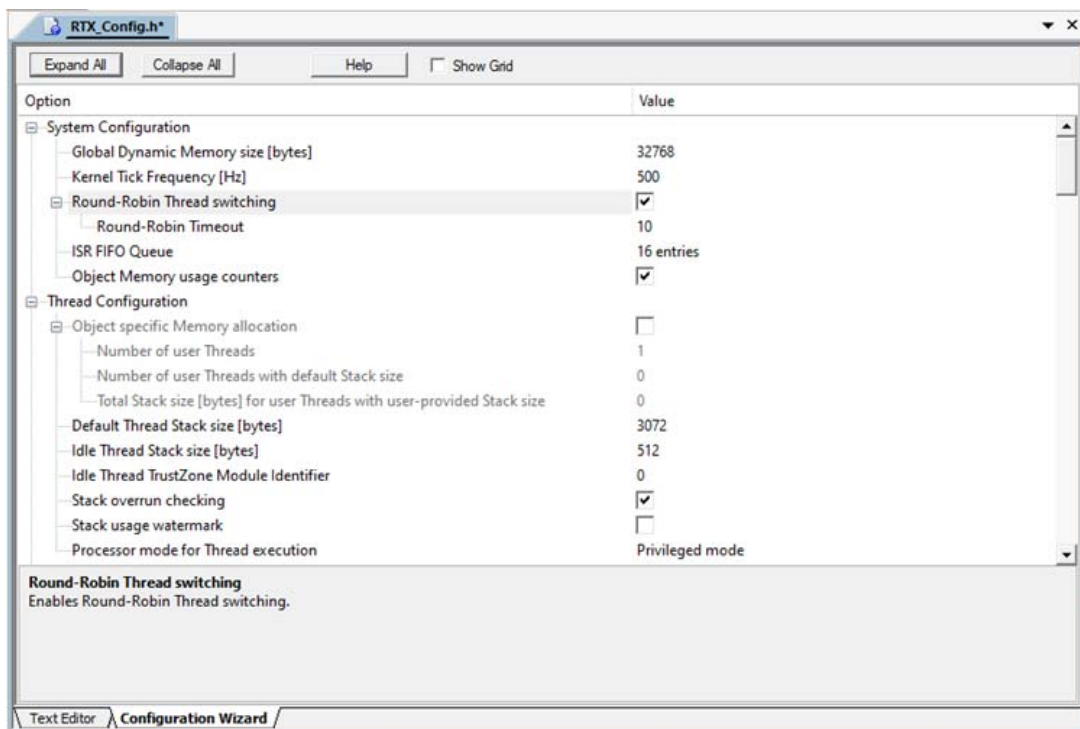 RTX_Config.h*
Expand All Collapse All Help Show Grid
Option Value
System Configuration
Global Dynamic Memory size [bytes] 32768
Kernel Tick Frequency [Hz] 500
Round-Robin Thread switching
Round-Robin Timeout 10
ISR FIFO Queue 16 entries
Object Memory usage counters
Thread Configuration
Object specific Memory allocation
Number of user Threads 1
Number of user Threads with default Stack size 0
Total Stack size [bytes] for user Threads with user-provided Stack size 0
Default Thread Stack size [bytes] 3072
Idle Thread Stack size [bytes] 512
Idle Thread TrustZone Module Identifier 0
Stack overrun checking
Stack usage watermark
Processor mode for Thread execution Privileged mode
Round-Robin Thread switching
Enables Round-Robin Thread switching.
Text Editor Configuration Wizard